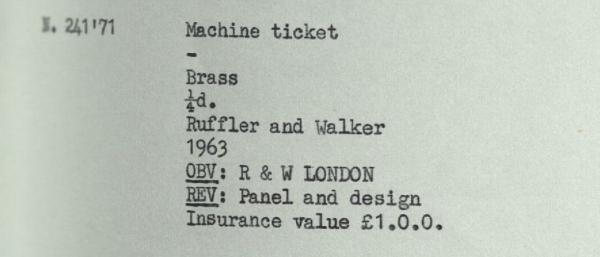 N. 241'71
Machine ticket
-
Brass
¼d.
Ruffler and Walker
1963
OBV: R & W LONDON
REV: Panel and design
Insurance value £1.0.0.